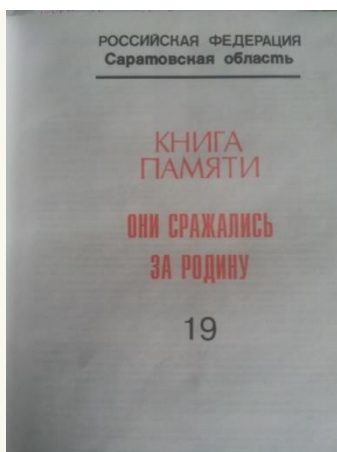 РОССИЙСКАЯ ФЕДЕРАЦИЯ
Саратовская область
КНИГА
ПАМЯТИ
ОНИ СРАЖАЛИСЬ
ЗА РОДИНУ
19